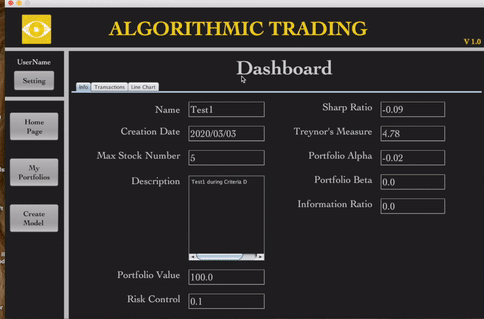 ALGORITHMIC TRADING
V 1.0
UserName
Setting
Home
Page
My
Portfolios
Create
Model
Dashboard
Info Transactions Line Chart
Name Test1
Creation Date 2020/03/03
Max Stock Number 5
Description Test1 during Criteria D
Portfolio Value 100.0
Risk Control 0.1
Sharp Ratio -0.09
Treynor's Measure 4.78
Portfolio Alpha -0.02
Portfolio Beta 0.0
Information Ratio 0.0